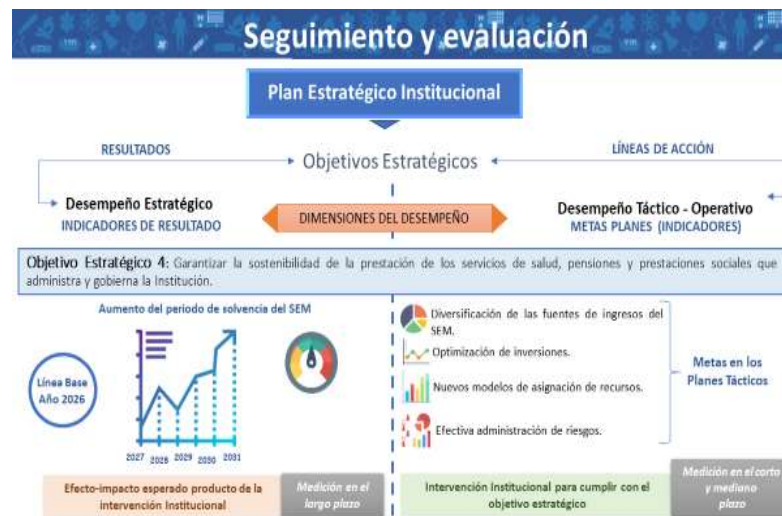 Seguimiento y evaluación
Plan Estratégico Institucional
RESULTADOS
Objetivos Estratégicos
LÍNEAS DE ACCIÓN
Desempeño Estratégico
INDICADORES DE RESULTADO
DIMENSIONES DEL DESEMPEÑO
Desempeño Táctico - Operativo
METAS PLANES (INDICADORES)
Objetivo Estratégico 4: Garantizar la sostenibilidad de la prestación de los servicios de salud, pensiones y prestaciones sociales que
administra y gobierna la Institución.
Aumento del periodo de solvencia del SEM
Línea Base
Año 2026
2027 2028 2029 2030 2031
Diversificación de las fuentes de ingresos del
SEM.
Optimización de inversiones.
Nuevos modelos de asignación de recursos.
Efectiva administración de riesgos.
Metas en los
Planes Tácticos
Efecto-impacto esperado producto de la
intervención Institucional
Medición en el
largo plazo
Intervención Institucional para cumplir con el
objetivo estratégico
Medición en el corto
y mediano
plazo